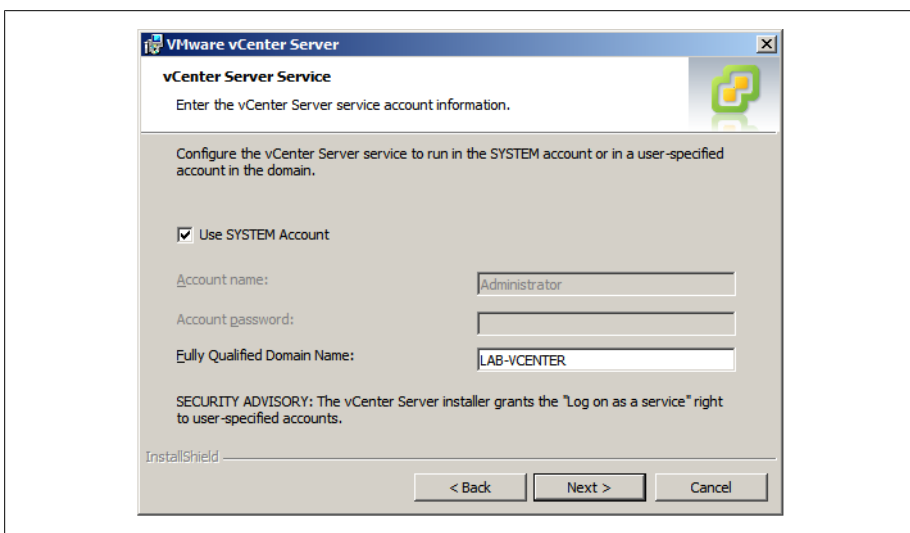 VMware vCenter Server
vCenter Server Service
Enter the vCenter Server service account information.
Configure the vCenter Server service to run in the SYSTEM account or in a user-specified
account in the domain.
Use SYSTEM Account
Account name:
Administrator
Account password:
Fully Qualified Domain Name:
LAB-VCENTER
SECURITY ADVISORY: The vCenter Server installer grants the "Log on as a service" right
to user-specified accounts.
InstallShield
< Back
Next >
Cancel